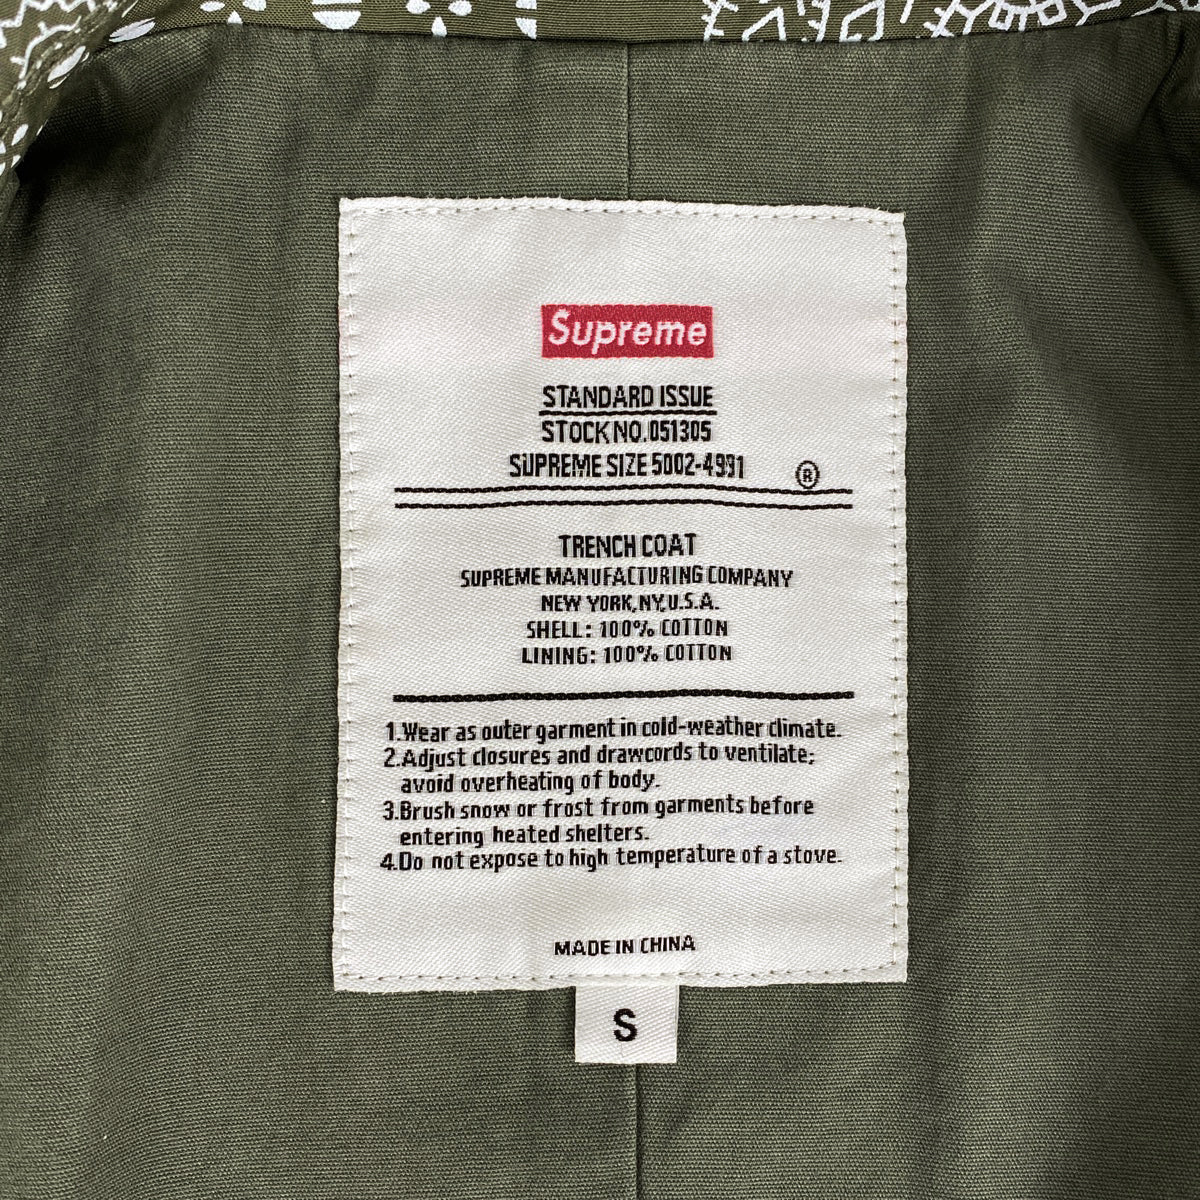 Supreme
STANDARD ISSUE
STOCK NO.051305
SUPREME SIZE 5002-4991
®
TRENCH COAT
SUPREME MANUFACTURING COMPANY
NEW YORK,NY,U.S.A.
SHELL: 100% COTTON
LINING: 100% COTTON
1.Wear as outer garment in cold-weather climate.
2.Adjust closures and drawcords to ventilate;
avoid overheating of body.
3.Brush snow or frost from garments before
entering heated shelters.
4.Do not expose to high temperature of a stove.
MADE IN CHINA
S